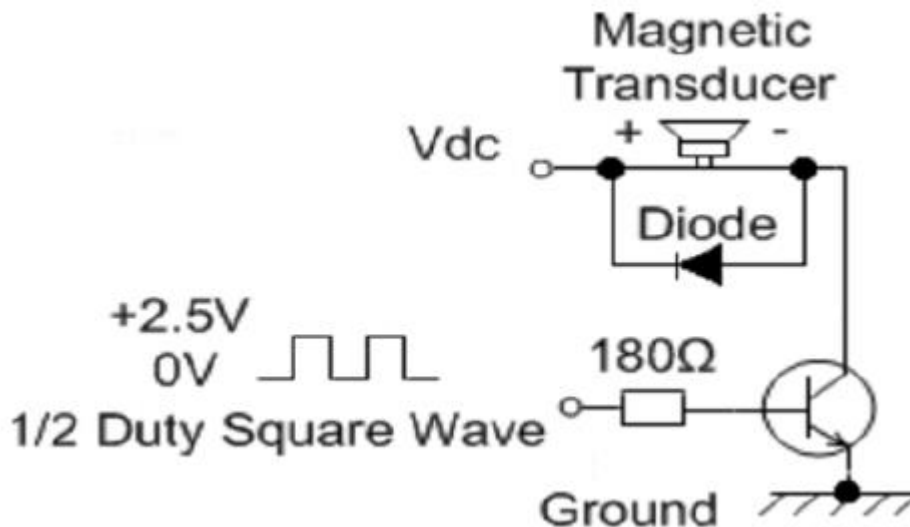 Magnetic
Transducer
+ -
Vdc
Diode
+2.5V
0V
180Ω
1/2 Duty Square Wave
Ground